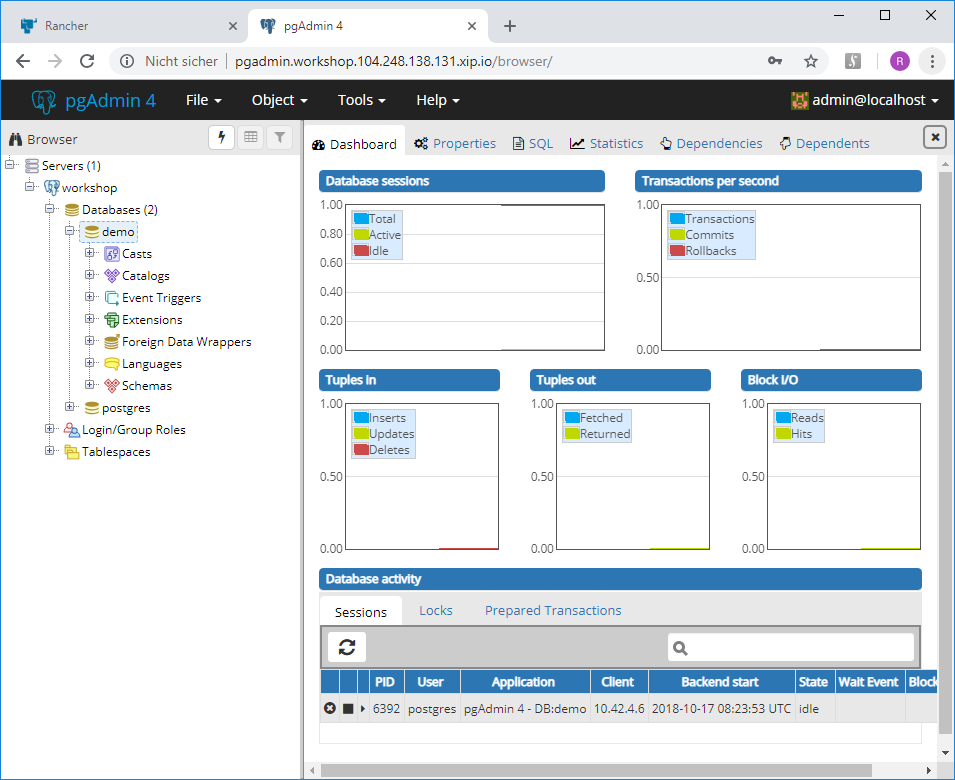 Rancher
pgAdmin 4
Nicht sicher | pgadmin.workshop.104.248.138.131.xip.io/browser/
R
pgAdmin 4 File Object Tools Help admin@localhost
Browser
Servers (1)
workshop
Databases (2)
demo
Casts
Catalogs
Event Triggers
Extensions
Foreign Data Wrappers
Languages
Schemas
postgres
Login/Group Roles
Tablespaces
Dashboard Properties SQL Statistics Dependencies Dependents
Database sessions
1.00
0.80
0.60
0.40
0.20
0.00
Total
Active
Idle
Transactions per second
1.00
0.50
0.00
Transactions
Commits
Rollbacks
Tuples in
1.00
0.50
0.00
Inserts
Updates
Deletes
Tuples out
1.00
0.50
0.00
Fetched
Returned
Block I/O
1.00
0.50
0.00
Reads
Hits
Database activity
Sessions Locks Prepared Transactions
PID User Application Client Backend start State Wait Event Block
6392 postgres pgAdmin 4 - DB:demo 10.42.4.6 2018-10-17 08:23:53 UTC idle